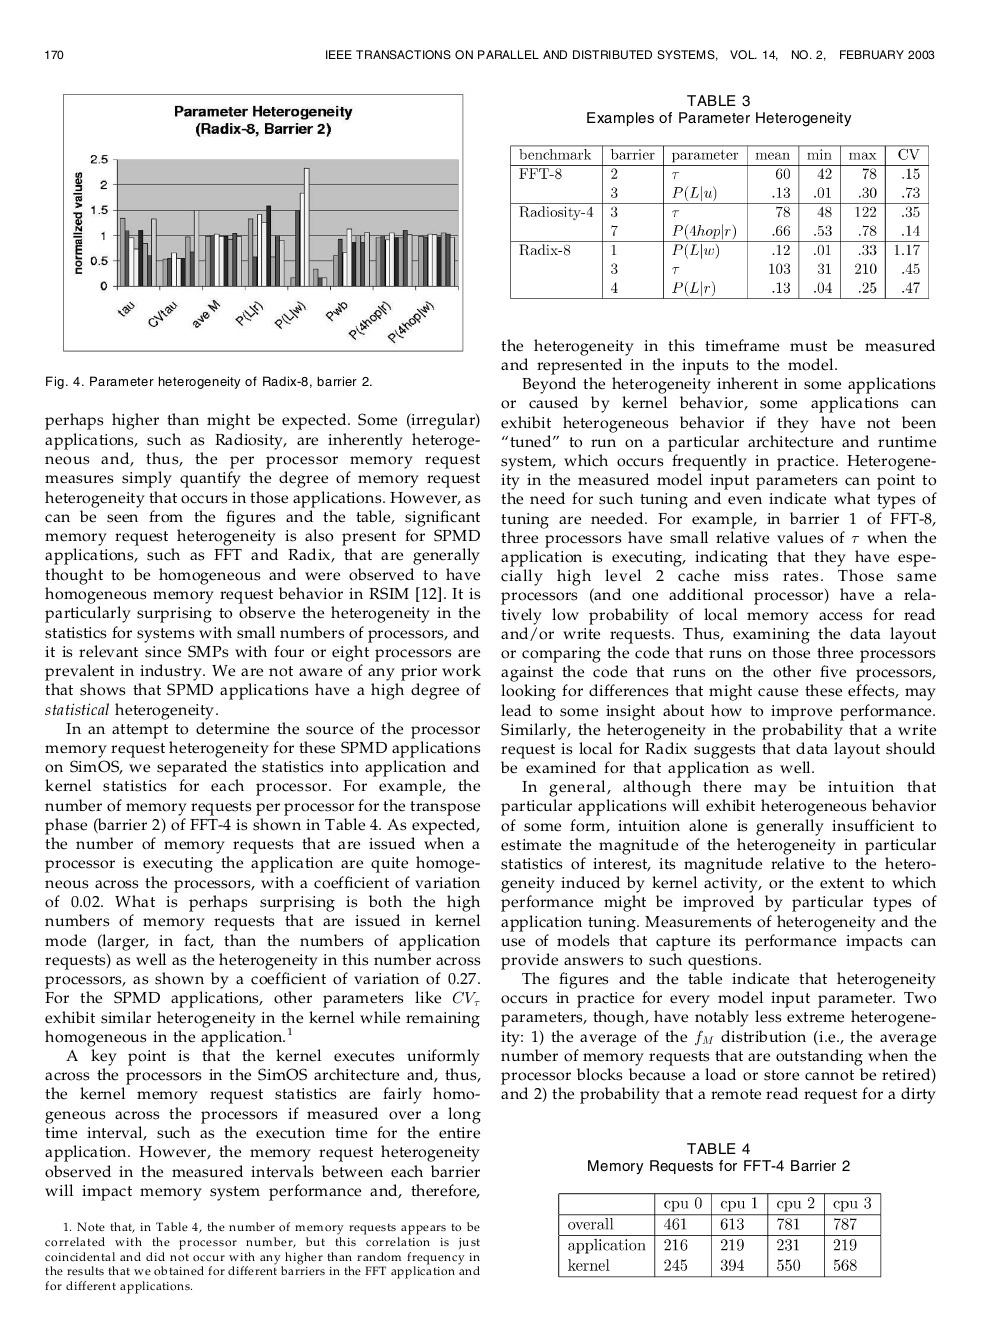 170
IEEE TRANSACTIONS ON PARALLEL AND DISTRIBUTED SYSTEMS, VOL. 14, NO. 2, FEBRUARY 2003
Parameter Heterogeneity
(Radix-8, Barrier 2)
normalized values
2.5
2
1.5
1
0.5
0
tau
CVtau
ave M
P(L|r)
P(L|w)
Pwb
P(4hop|r)
P(4hop|w)
Fig. 4. Parameter heterogeneity of Radix-8, barrier 2.
perhaps higher than might be expected. Some (irregular)
applications, such as Radiosity, are inherently heteroge-
neous and, thus, the per processor memory request
measures simply quantify the degree of memory request
heterogeneity that occurs in those applications. However, as
can be seen from the figures and the table, significant
memory request heterogeneity is also present for SPMD
applications, such as FFT and Radix, that are generally
thought to be homogeneous and were observed to have
homogeneous memory request behavior in RSIM [12]. It is
particularly surprising to observe the heterogeneity in the
statistics for systems with small numbers of processors, and
it is relevant since SMPs with four or eight processors are
prevalent in industry. We are not aware of any prior work
that shows that SPMD applications have a high degree of
statistical heterogeneity.
In an attempt to determine the source of the processor
memory request heterogeneity for these SPMD applications
on SimOS, we separated the statistics into application and
kernel statistics for each processor. For example, the
number of memory requests per processor for the transpose
phase (barrier 2) of FFT-4 is shown in Table 4. As expected,
the number of memory requests that are issued when a
processor is executing the application are quite homoge-
neous across the processors, with a coefficient of variation
of 0.02. What is perhaps surprising is both the high
numbers of memory requests that are issued in kernel
mode (larger, in fact, than the numbers of application
requests) as well as the heterogeneity in this number across
processors, as shown by a coefficient of variation of 0.27.
For the SPMD applications, other parameters like CVτ
exhibit similar heterogeneity in the kernel while remaining
homogeneous in the application.1
A key point is that the kernel executes uniformly
across the processors in the SimOS architecture and, thus,
the kernel memory request statistics are fairly homo-
geneous across the processors if measured over a long
time interval, such as the execution time for the entire
application. However, the memory request heterogeneity
observed in the measured intervals between each barrier
will impact memory system performance and, therefore,
1. Note that, in Table 4, the number of memory requests appears to be
correlated with the processor number, but this correlation is just
coincidental and did not occur with any higher than random frequency in
the results that we obtained for different barriers in the FFT application and
for different applications.
TABLE 3
Examples of Parameter Heterogeneity
benchmark barrier parameter mean min max CV
FFT-8 2 τ 60 42 78 .15
3 P(L|u) .13 .01 .30 .73
Radiosity-4 3 τ 78 48 122 .35
7 P(4hop|r) .66 .53 .78 .14
Radix-8 1 P(L|w) .12 .01 .33 1.17
3 τ 103 31 210 .45
4 P(L|r) .13 .04 .25 .47
the heterogeneity in this timeframe must be measured
and represented in the inputs to the model.
Beyond the heterogeneity inherent in some applications
or caused by kernel behavior, some applications can
exhibit heterogeneous behavior if they have not been
“tuned” to run on a particular architecture and runtime
system, which occurs frequently in practice. Heterogene-
ity in the measured model input parameters can point to
the need for such tuning and even indicate what types of
tuning are needed. For example, in barrier 1 of FFT-8,
three processors have small relative values of τ when the
application is executing, indicating that they have espe-
cially high level 2 cache miss rates. Those same
processors (and one additional processor) have a rela-
tively low probability of local memory access for read
and/or write requests. Thus, examining the data layout
or comparing the code that runs on those three processors
against the code that runs on the other five processors,
looking for differences that might cause these effects, may
lead to some insight about how to improve performance.
Similarly, the heterogeneity in the probability that a write
request is local for Radix suggests that data layout should
be examined for that application as well.
In general, although there may be intuition that
particular applications will exhibit heterogeneous behavior
of some form, intuition alone is generally insufficient to
estimate the magnitude of the heterogeneity in particular
statistics of interest, its magnitude relative to the hetero-
geneity induced by kernel activity, or the extent to which
performance might be improved by particular types of
application tuning. Measurements of heterogeneity and the
use of models that capture its performance impacts can
provide answers to such questions.
The figures and the table indicate that heterogeneity
occurs in practice for every model input parameter. Two
parameters, though, have notably less extreme heterogene-
ity: 1) the average of the fM distribution (i.e., the average
number of memory requests that are outstanding when the
processor blocks because a load or store cannot be retired)
and 2) the probability that a remote read request for a dirty
TABLE 4
Memory Requests for FFT-4 Barrier 2
cpu 0 cpu 1 cpu 2 cpu 3
overall 461 613 781 787
application 216 219 231 219
kernel 245 394 550 568